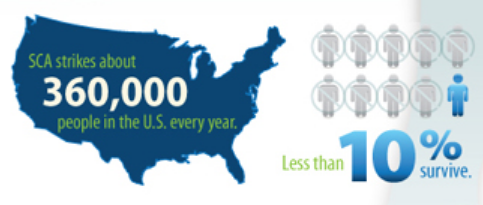 SCA strikes about
360,000
people in the U.S. every year.
Less than 10% survive.